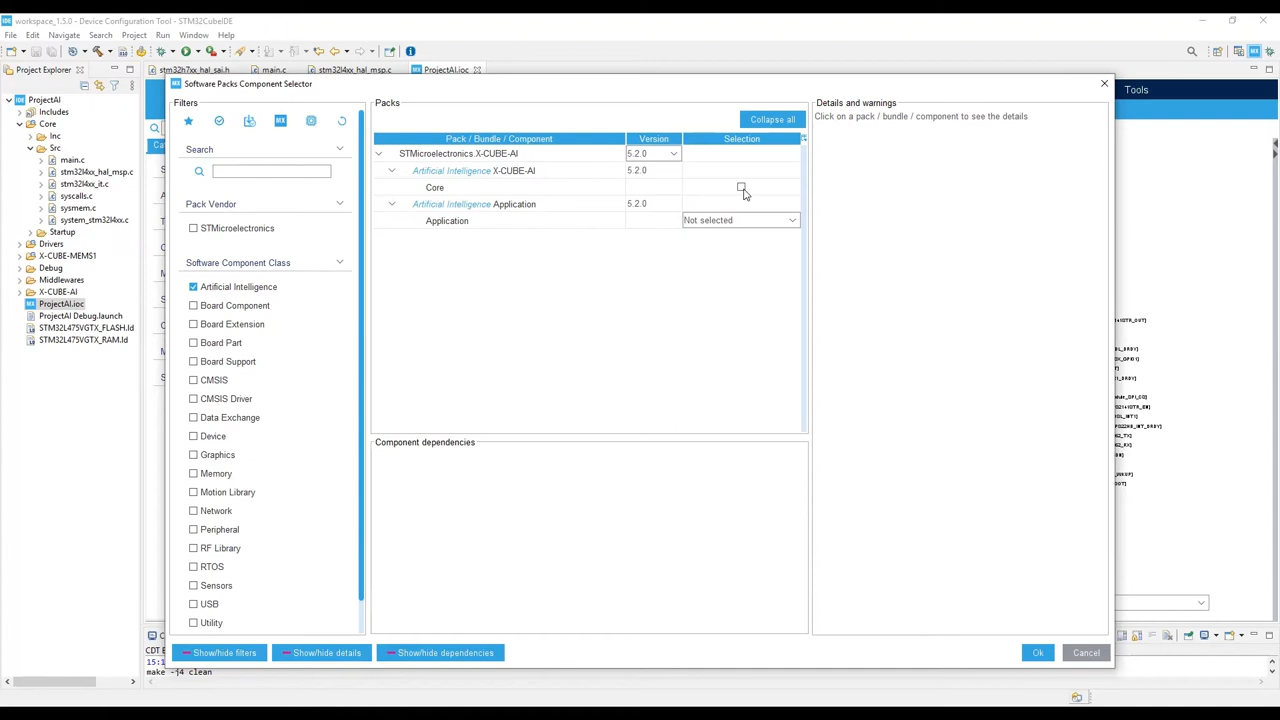 workspace_1.5.0 - Device Configuration Tool - STM32CubeIDE
File Edit Navigate Search Project Run Window Help
Project Explorer
stm32h7xx_hal_sai.h
main.c
stm32l4xx_hal_msp.c
ProjectAI.ioc
ProjectAI
Includes
Core
Inc
Src
main.c
stm32l4xx_hal_msp.c
stm32l4xx_it.c
syscalls.c
sysmem.c
system_stm32l4xx.c
Startup
Drivers
X-CUBE-MEMS1
Debug
Middlewares
X-CUBE-AI
ProjectAI.ioc
ProjectAI Debug.launch
STM32L475VGTX_FLASH.ld
STM32L475VGTX_RAM.ld
Software Packs Component Selector
Filters
Search
Pack Vendor
STMicroelectronics
Software Component Class
Artificial Intelligence
Board Component
Board Extension
Board Part
Board Support
CMSIS
CMSIS Driver
Data Exchange
Device
Graphics
Memory
Motion Library
Network
Peripheral
RF Library
RTOS
Sensors
USB
Utility
Packs
Collapse all
Pack / Bundle / Component Version Selection
STMicroelectronics.X-CUBE-AI 5.2.0
Artificial Intelligence X-CUBE-AI 5.2.0
Core
Artificial Intelligence Application 5.2.0
Application Not selected
Component dependencies
Details and warnings
Click on a pack / bundle / component to see the details
Show/hide filters
Show/hide details
Show/hide dependencies
Ok
Cancel
Tools
CDT B
15:1
make -j4 clean